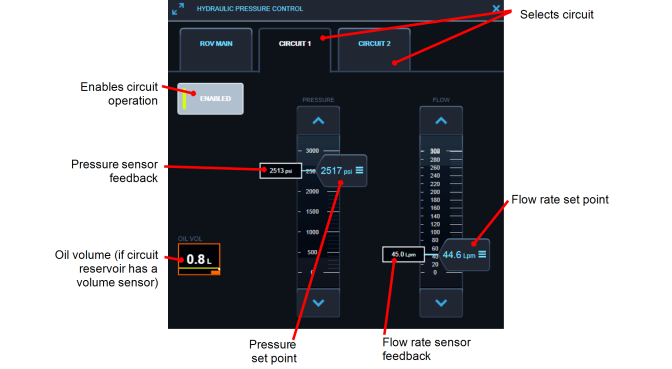 HYDRAULIC PRESSURE CONTROL
Selects circuit
ROV MAIN
CIRCUIT 1
CIRCUIT 2
Enables circuit
operation
ENABLED
PRESSURE
FLOW
3000
2500
2000
1500
1000
500
0
300
280
260
240
220
200
180
160
140
120
100
80
60
40
20
0
Pressure sensor
feedback
2513 psi
2517 psi
Flow rate set point
OIL VOL
0.8 L
Oil volume (if circuit
reservoir has a
volume sensor)
45.0 Lpm
44.6 Lpm
Pressure
set point
Flow rate sensor
feedback